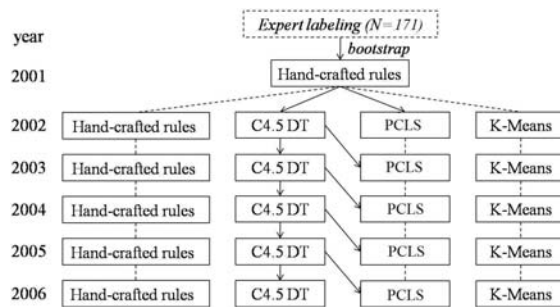 Expert labeling (N=171)
year
bootstrap
2001 Hand-crafted rules
2002 Hand-crafted rules C4.5 DT PCLS K-Means
2003 Hand-crafted rules C4.5 DT PCLS K-Means
2004 Hand-crafted rules C4.5 DT PCLS K-Means
2005 Hand-crafted rules C4.5 DT PCLS K-Means
2006 Hand-crafted rules C4.5 DT PCLS K-Means